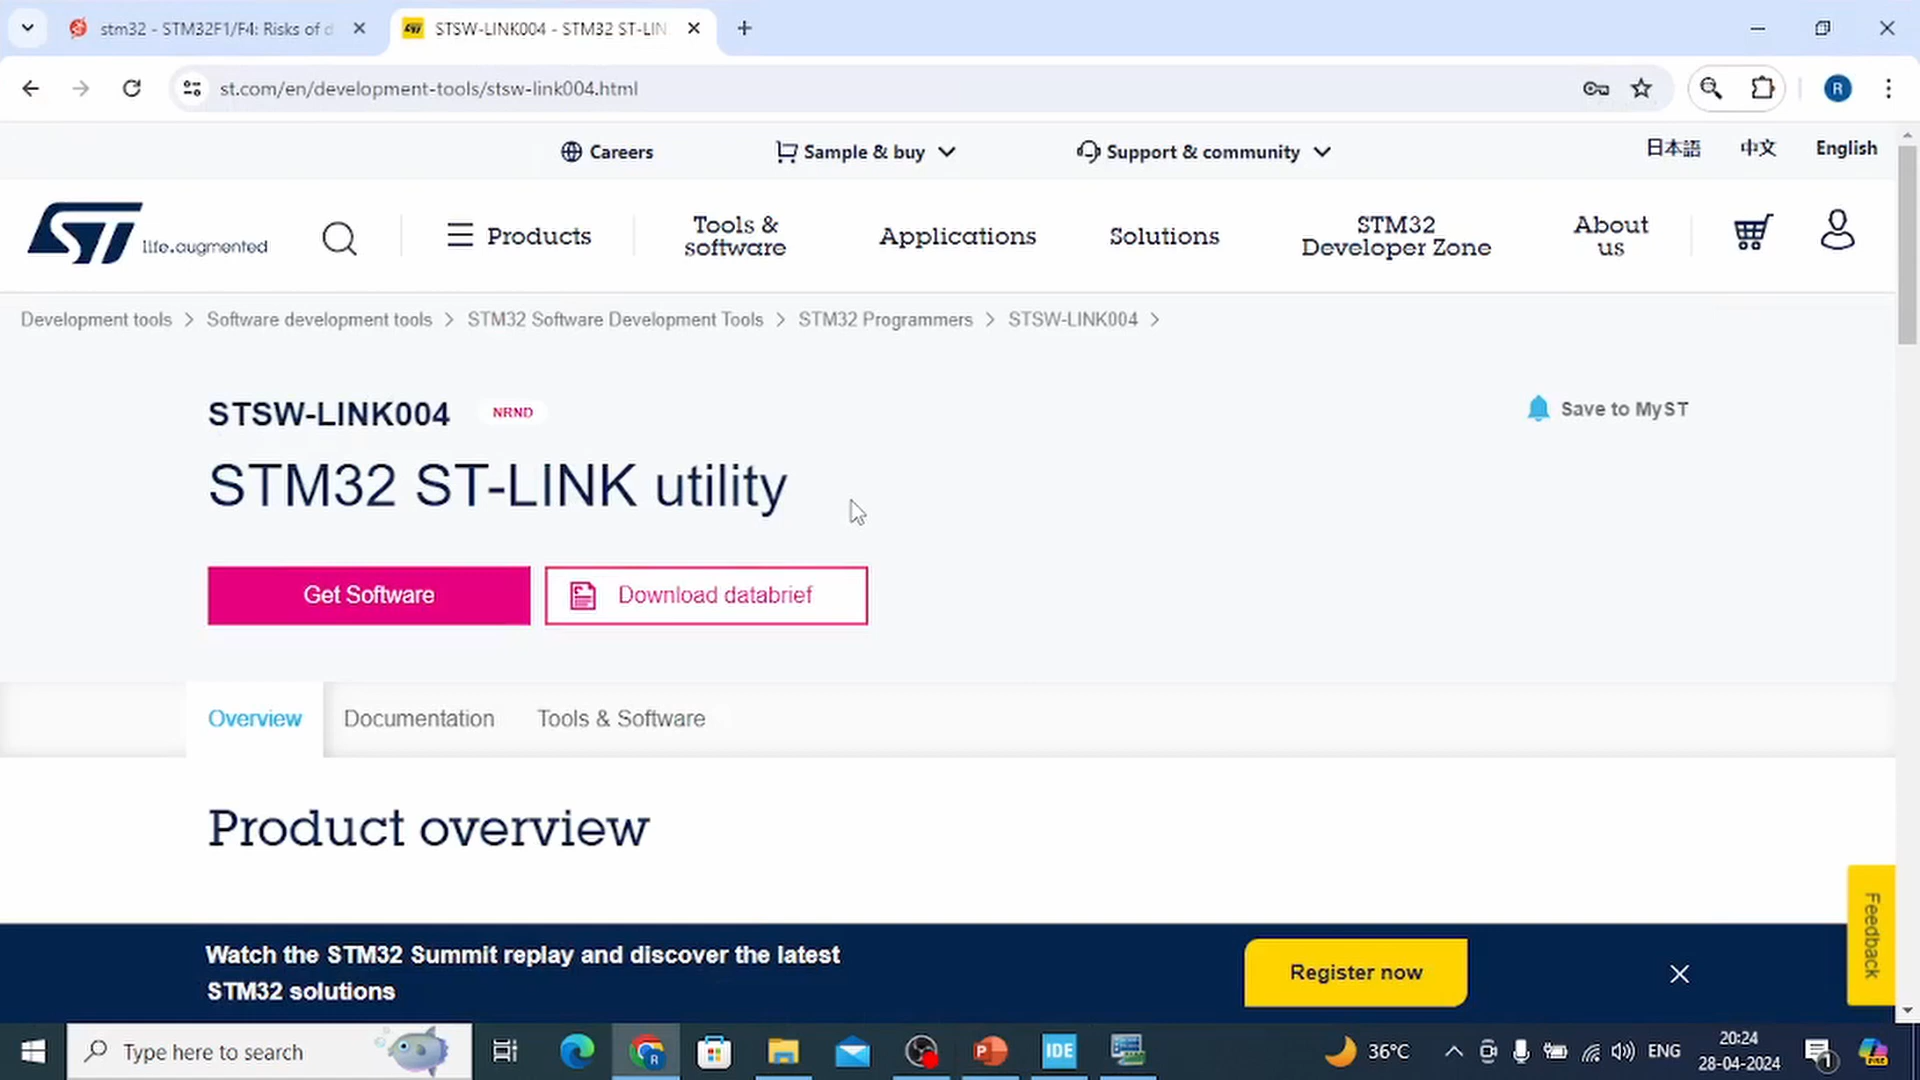 stm32 - STM32F1/F4: Risks of d
STSW-LINK004 - STM32 ST-LIN
st.com/en/development-tools/stsw-link004.html
R
Careers
Sample & buy
Support & community
日本語
中文
English
ST life.augmented
Products
Tools & software
Applications
Solutions
STM32 Developer Zone
About us
Development tools > Software development tools > STM32 Software Development Tools > STM32 Programmers > STSW-LINK004 >
STSW-LINK004 NRND
Save to MyST
STM32 ST-LINK utility
Get Software
Download databrief
Overview
Documentation
Tools & Software
Product overview
Feedback
Watch the STM32 Summit replay and discover the latest
STM32 solutions
Register now
Type here to search
IDE
36°C
ENG
20:24
28-04-2024
1